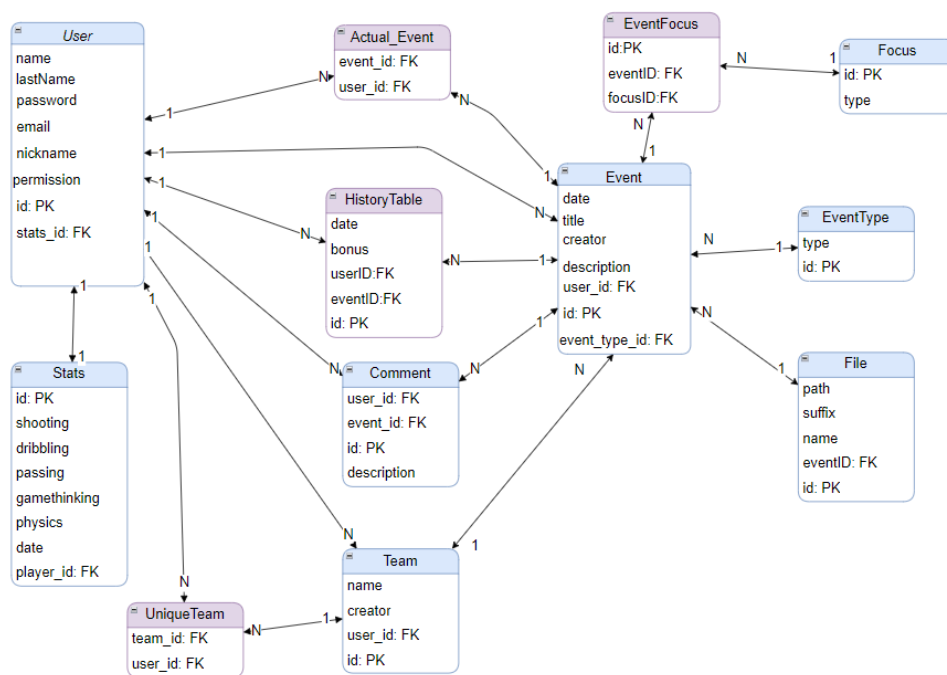 User
name
lastName
password
email
nickname
permission
id: PK
stats_id: FK
Actual_Event
event_id: FK
user_id: FK
EventFocus
id:PK
eventID: FK
focusID:FK
Focus
id: PK
type
HistoryTable
date
bonus
userID:FK
eventID:FK
id: PK
Event
date
title
creator
description
user_id: FK
id: PK
event_type_id: FK
EventType
type
id: PK
Stats
id: PK
shooting
dribbling
passing
gamethinking
physics
date
player_id: FK
Comment
user_id: FK
event_id: FK
id: PK
description
File
path
suffix
name
eventID: FK
id: PK
UniqueTeam
team_id: FK
user_id: FK
Team
name
creator
user_id: FK
id: PK
1
N
N
1
1
N
1
N
N
1
1
N
N
1
N
1
N
1
N
1
1
N
1
N
1
N
N
1
1
1
N
1